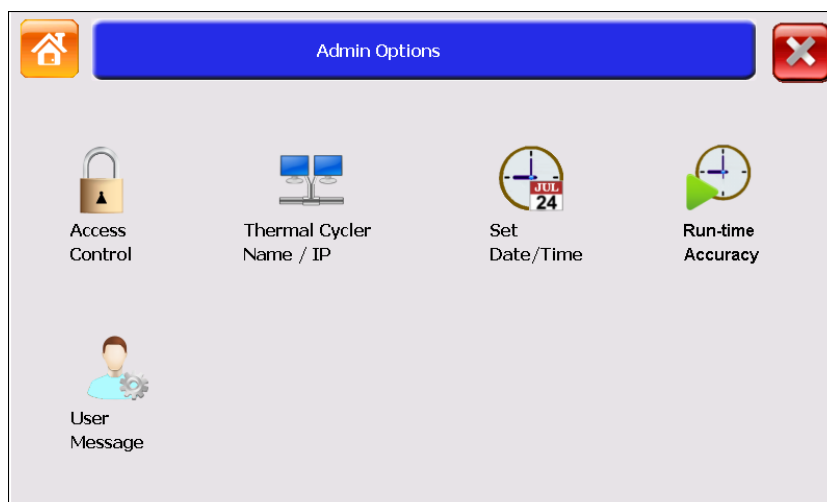 Admin Options
Access
Control
Thermal Cycler
Name / IP
JUL
24
Set
Date/Time
Run-time
Accuracy
User
Message